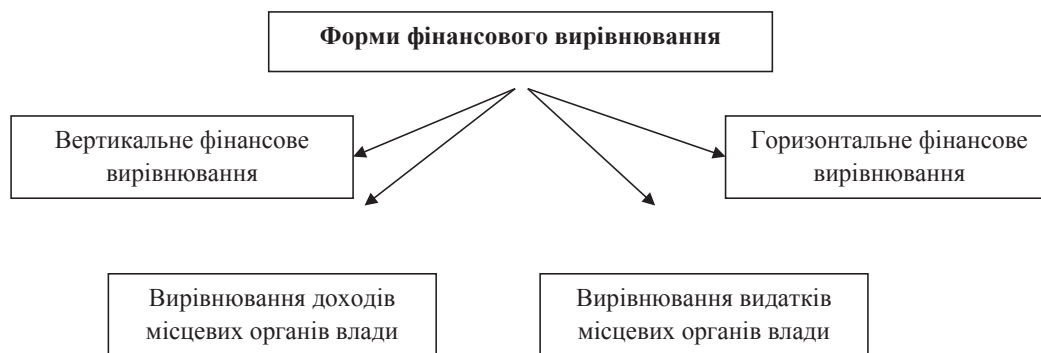 Форми фінансового вирівнювання
Вертикальне фінансове
вирівнювання
Горизонтальне фінансове
вирівнювання
Вирівнювання доходів
місцевих органів влади
Вирівнювання видатків
місцевих органів влади